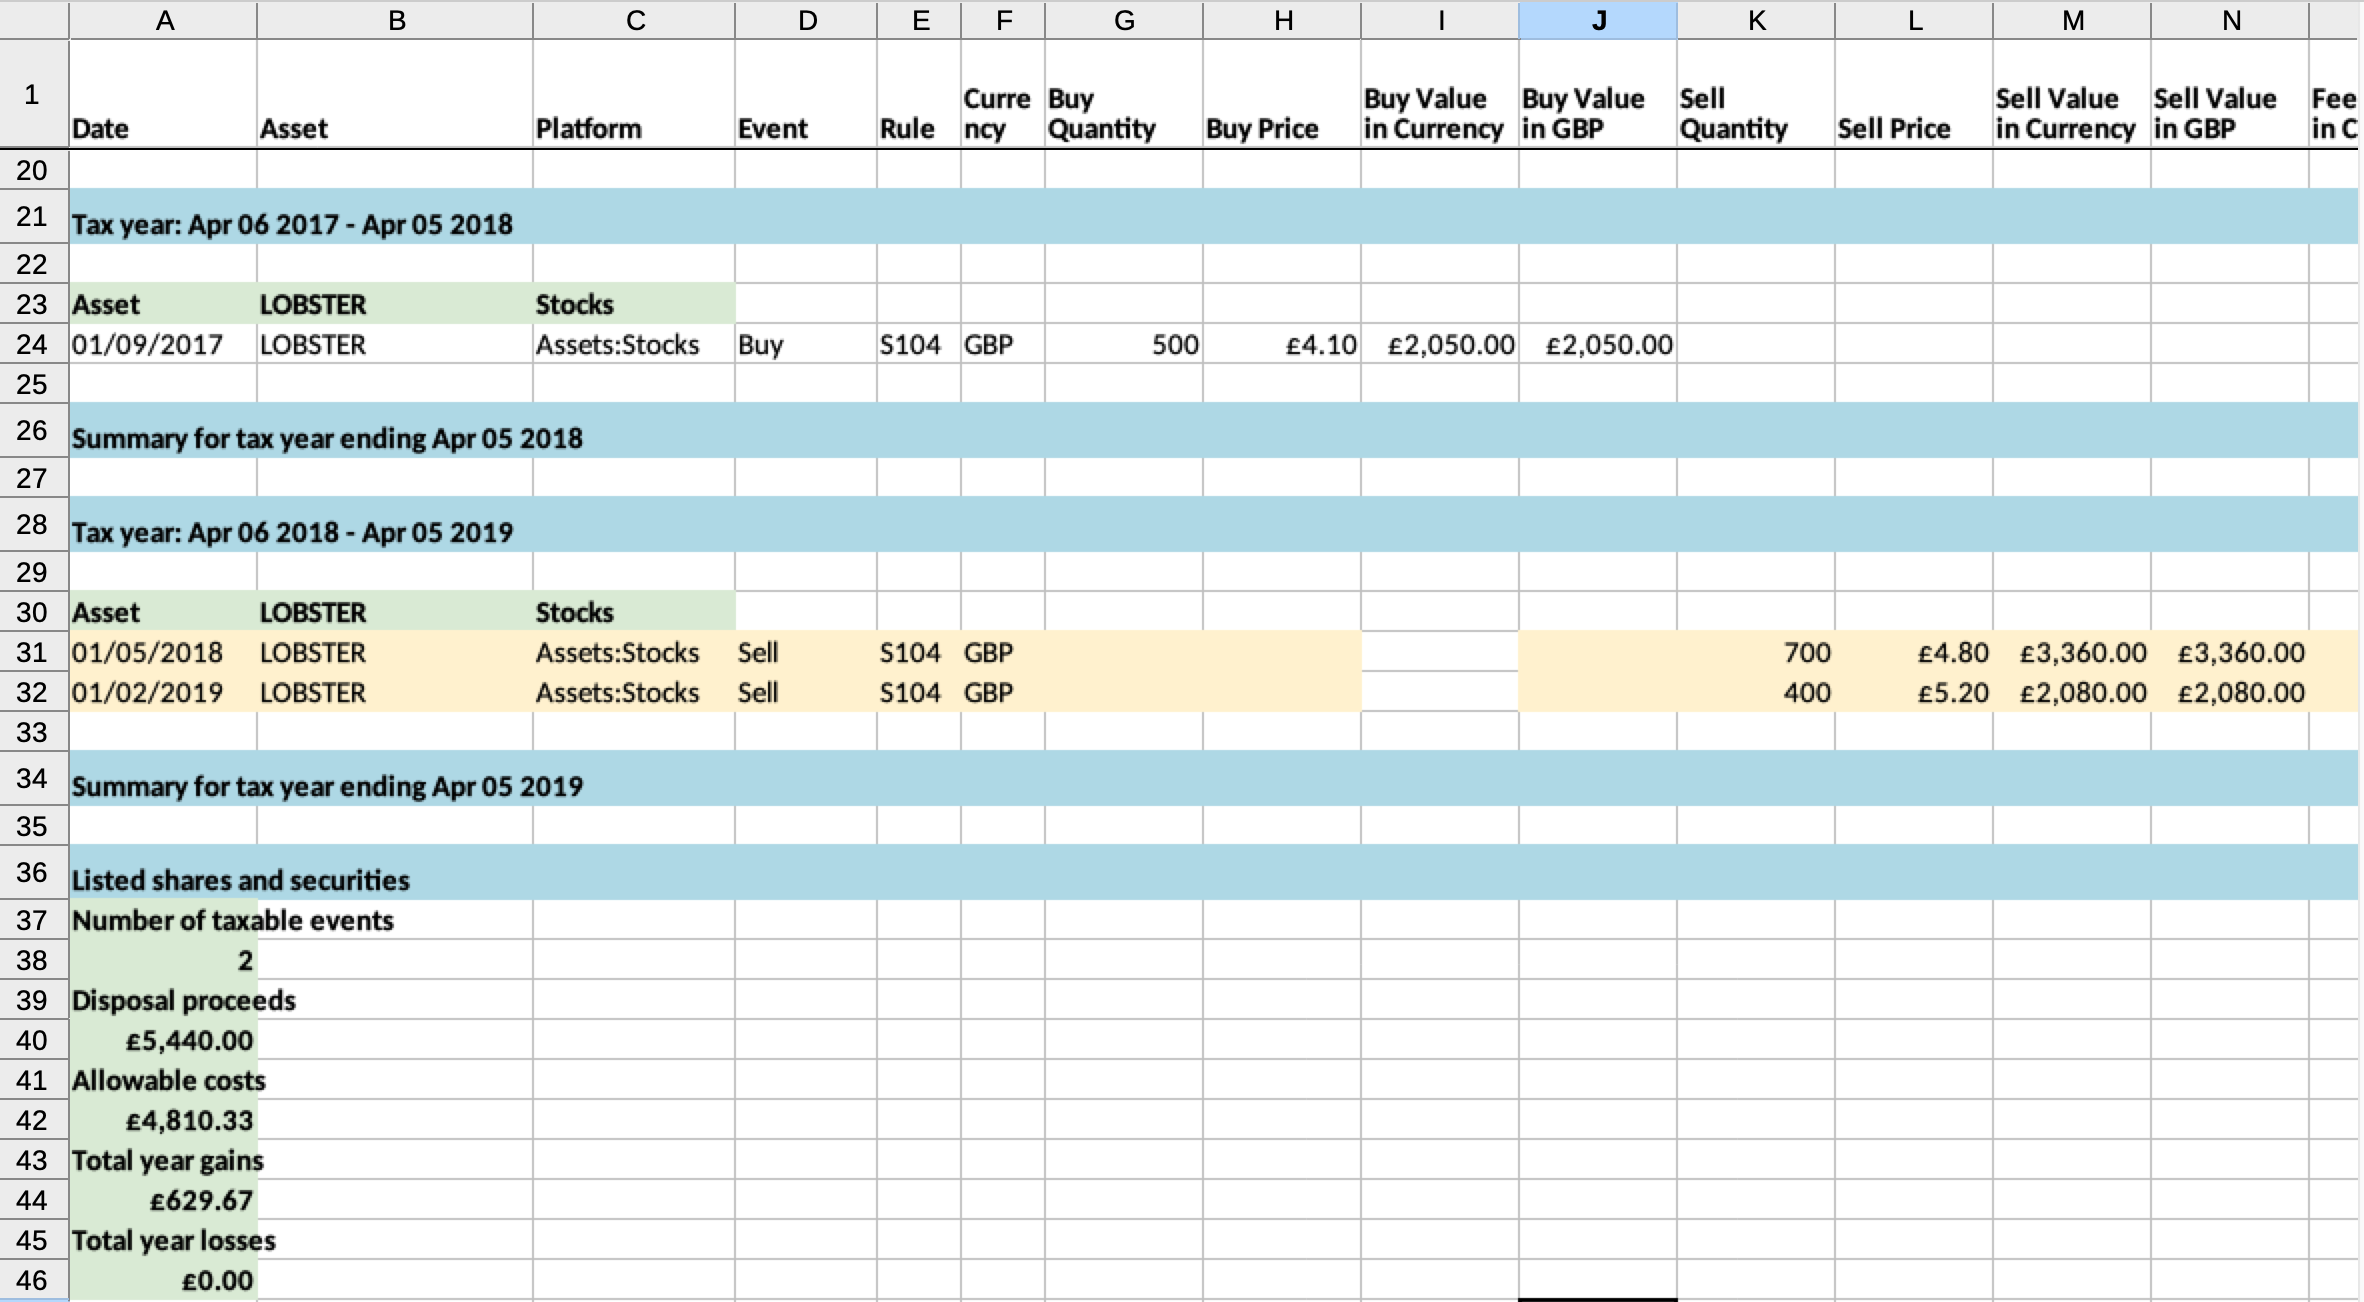 A B C D E F G H I J K L M N
1 Date Asset Platform Event Rule Curre ncy Buy Quantity Buy Price Buy Value in Currency Buy Value in GBP Sell Quantity Sell Price Sell Value in Currency Sell Value in GBP Fee in C
20
21 Tax year: Apr 06 2017 - Apr 05 2018
22
23 Asset LOBSTER Stocks
24 01/09/2017 LOBSTER Assets:Stocks Buy S104 GBP 500 £4.10 £2,050.00 £2,050.00
25
26 Summary for tax year ending Apr 05 2018
27
28 Tax year: Apr 06 2018 - Apr 05 2019
29
30 Asset LOBSTER Stocks
31 01/05/2018 LOBSTER Assets:Stocks Sell S104 GBP 700 £4.80 £3,360.00 £3,360.00
32 01/02/2019 LOBSTER Assets:Stocks Sell S104 GBP 400 £5.20 £2,080.00 £2,080.00
33
34 Summary for tax year ending Apr 05 2019
35
36 Listed shares and securities
37 Number of taxable events
38 2
39 Disposal proceeds
40 £5,440.00
41 Allowable costs
42 £4,810.33
43 Total year gains
44 £629.67
45 Total year losses
46 £0.00